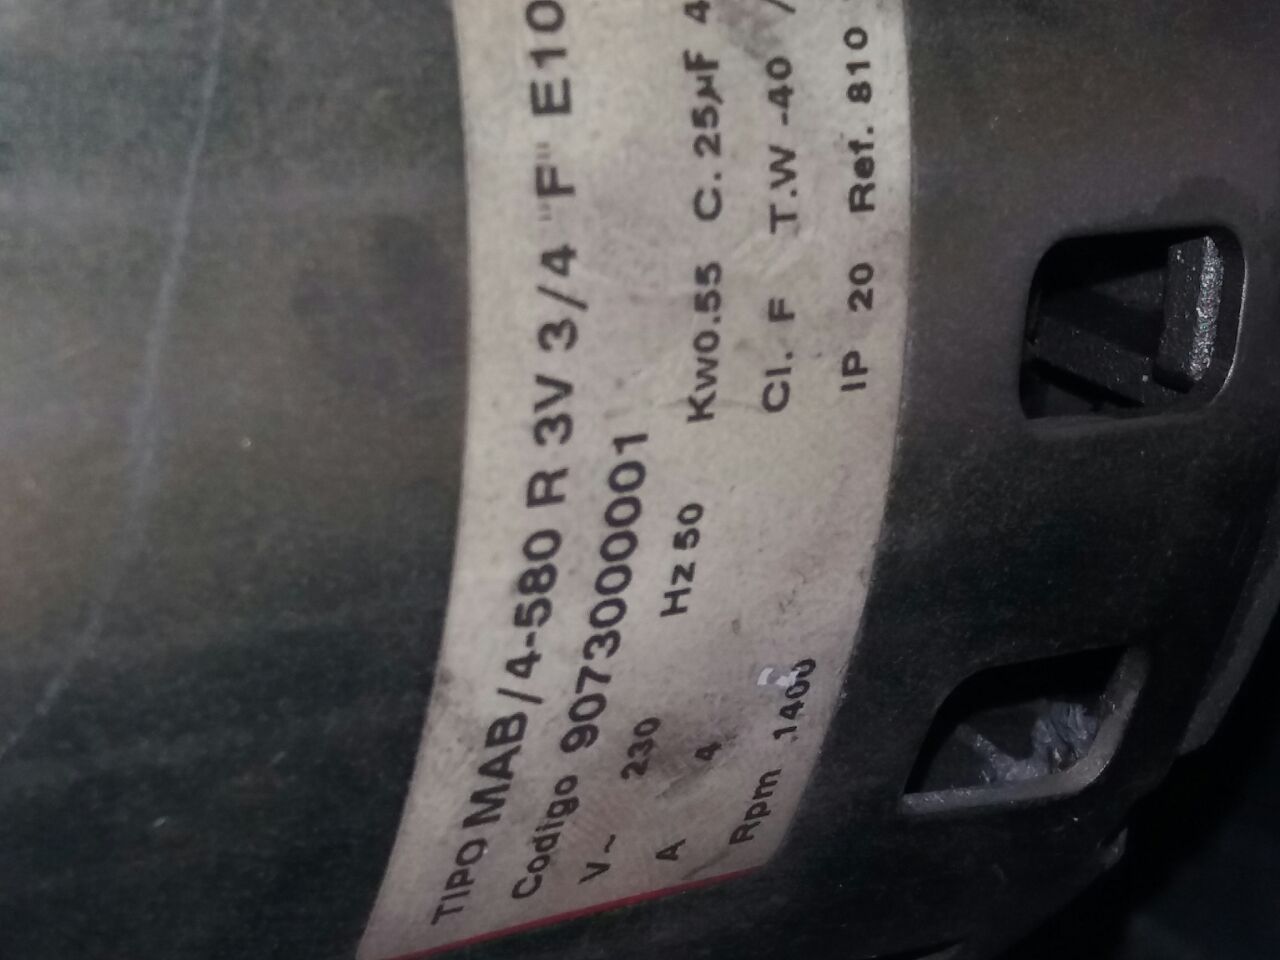 TIPO MAB/4-580 R 3V 3/4 "F" E10
Codigo 9073000001
V~ 230 Hz 50 Kw0.55 C. 25µF 4
A 4 Cl. F T.W -40 /
Rpm 1400 IP 20 Ref. 810